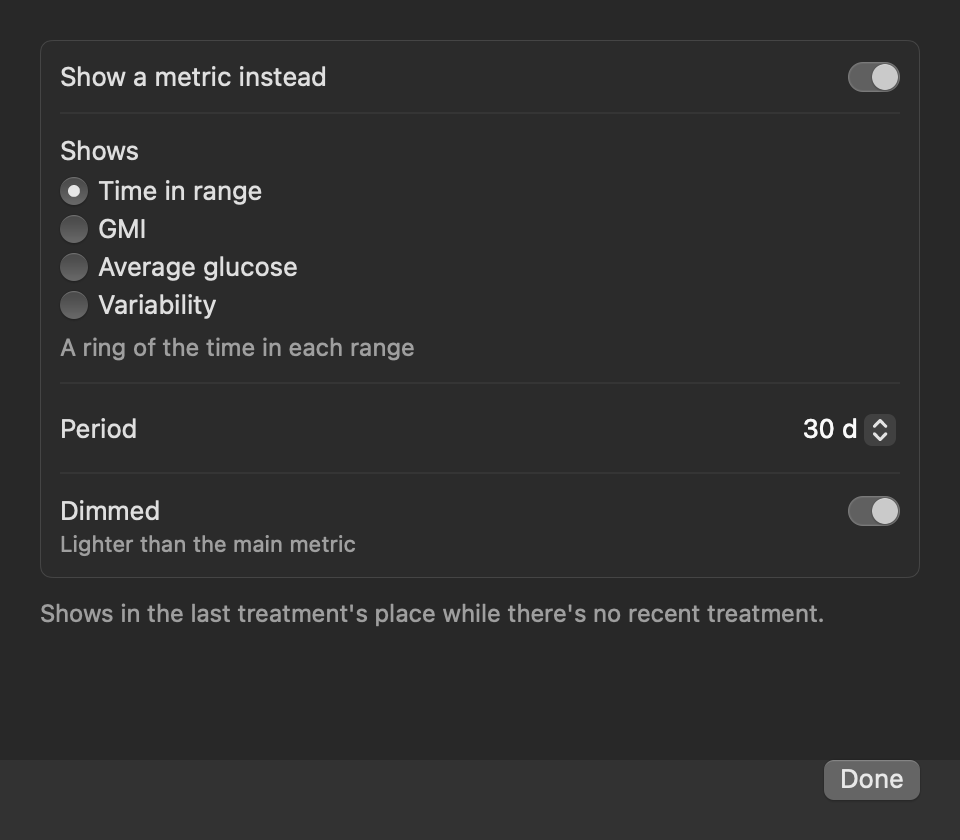 Show a metric instead
Shows
Time in range
GMI
Average glucose
Variability
A ring of the time in each range
Period
30 d
Dimmed
Lighter than the main metric
Shows in the last treatment's place while there's no recent treatment.
Done